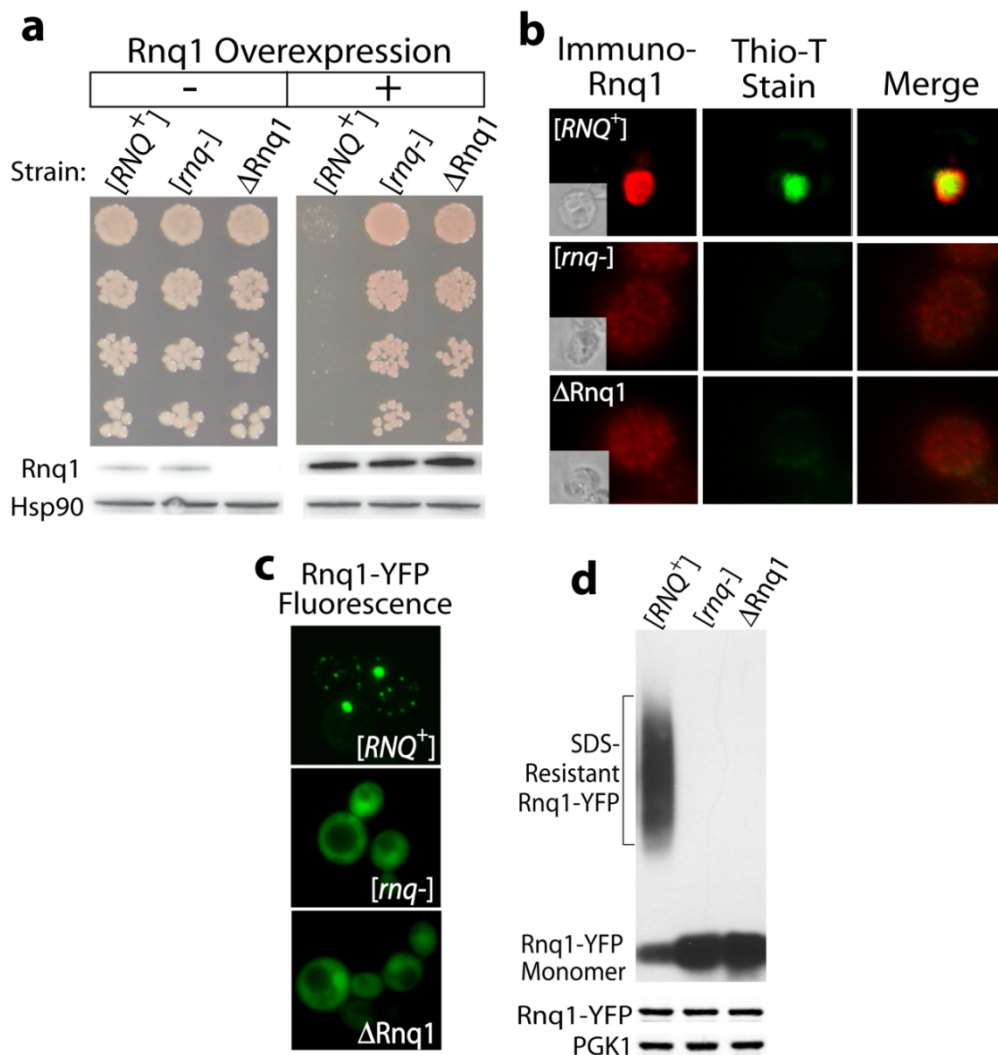 a
Rnq1 Overexpression
- +
Strain: [RNQ+] [rnq-] ΔRnq1 [RNQ+] [rnq-] ΔRnq1
Rnq1
Hsp90
b
Immuno-
Rnq1
Thio-T
Stain
Merge
[RNQ+]
[rnq-]
ΔRnq1
c
Rnq1-YFP
Fluorescence
[RNQ+]
[rnq-]
ΔRnq1
d
[RNQ+] [rnq-] ΔRnq1
SDS-
Resistant
Rnq1-YFP
Rnq1-YFP
Monomer
Rnq1-YFP
PGK1